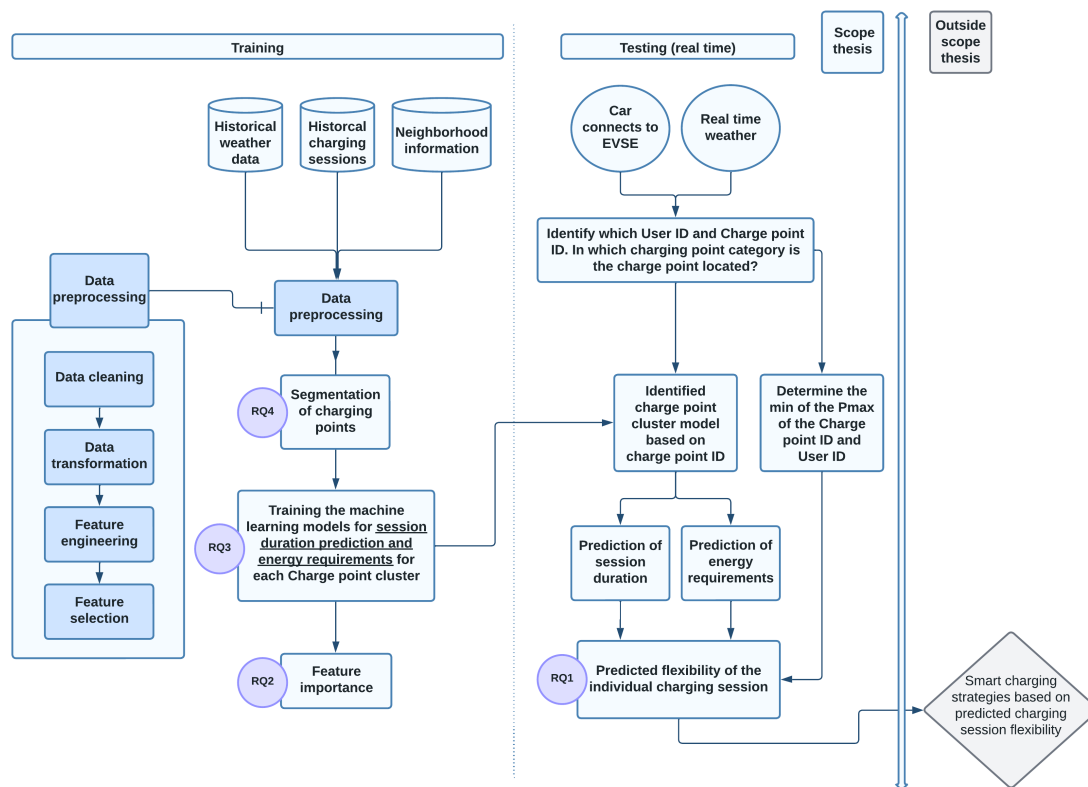 Training
Testing (real time)
Scope
thesis
Outside
scope
thesis
Historical
weather
data
Historcal
charging
sessions
Neighborhood
information
Car
connects to
EVSE
Real time
weather
Identify which User ID and Charge point
ID. In which charging point category is
the charge point located?
Data
preprocessing
Data
preprocessing
Data cleaning
Data
transformation
Feature
engineering
Feature
selection
RQ4
Segmentation
of charging
points
RQ3
Training the machine
learning models for session
duration prediction and
energy requirements for
each Charge point cluster
RQ2
Feature
importance
Identified
charge point
cluster model
based on
charge point ID
Determine the
min of the Pmax
of the Charge
point ID and
User ID
Prediction of
session
duration
Prediction of
energy
requirements
RQ1
Predicted flexibility of the
individual charging session
Smart charging
strategies based on
predicted charging
session flexibility